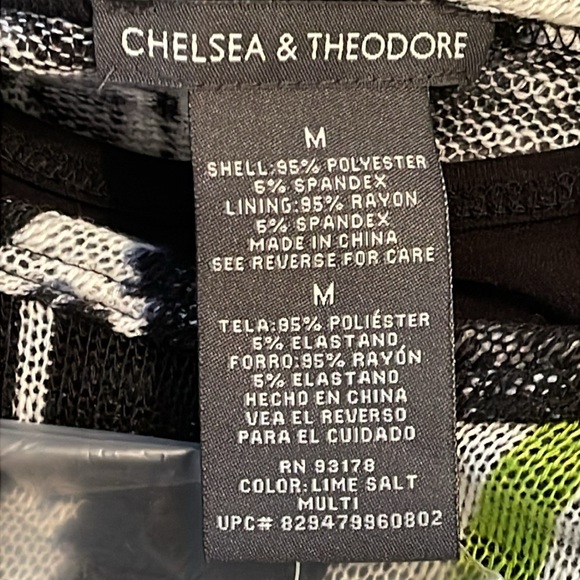 CHELSEA & THEODORE
M
SHELL:95% POLYESTER
5% SPANDEX
LINING:95% RAYON
5% SPANDEX
MADE IN CHINA
SEE REVERSE FOR CARE
M
TELA:95% POLIÉSTER
5% ELASTANO
FORRO:95% RAYÓN
5% ELASTANO
HECHO EN CHINA
VEA EL REVERSO
PARA EL CUIDADO
RN 93178
COLOR:LIME SALT
MULTI
UPC# 829479960802